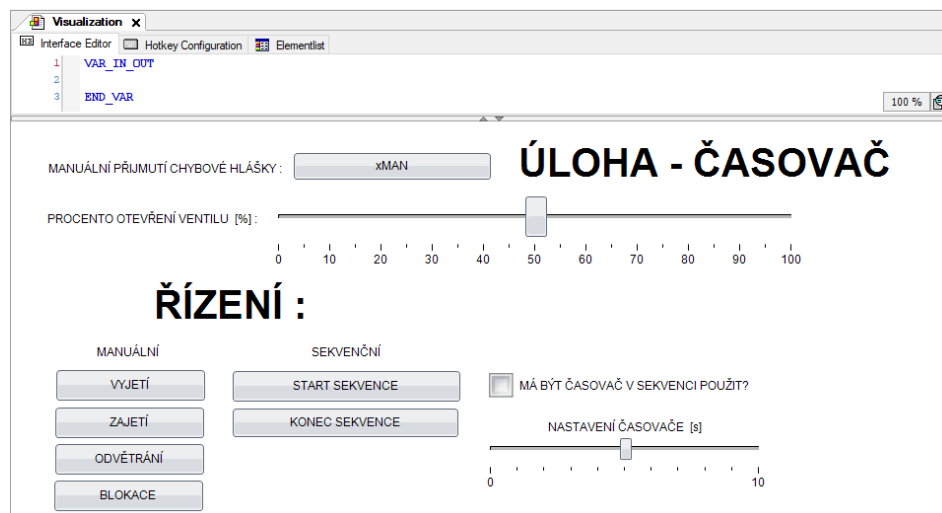 Visualization
Interface Editor Hotkey Configuration Elementlist
1 VAR_IN_OUT
2
3 END_VAR
100 %
MANUÁLNÍ PŘIJMUTÍ CHYBOVÉ HLÁŠKY : xMAN ÚLOHA - ČASOVAČ
PROCENTO OTEVŘENÍ VENTILU [%] :
0 10 20 30 40 50 60 70 80 90 100
ŘÍZENÍ :
MANUÁLNÍ SEKVENČNÍ
VYJETÍ START SEKVENCE MÁ BÝT ČASOVAČ V SEKVENCI POUŽIT?
ZAJETÍ KONEC SEKVENCE NASTAVENÍ ČASOVAČE [s]
ODVĚTRÁNÍ
0 10
BLOKACE